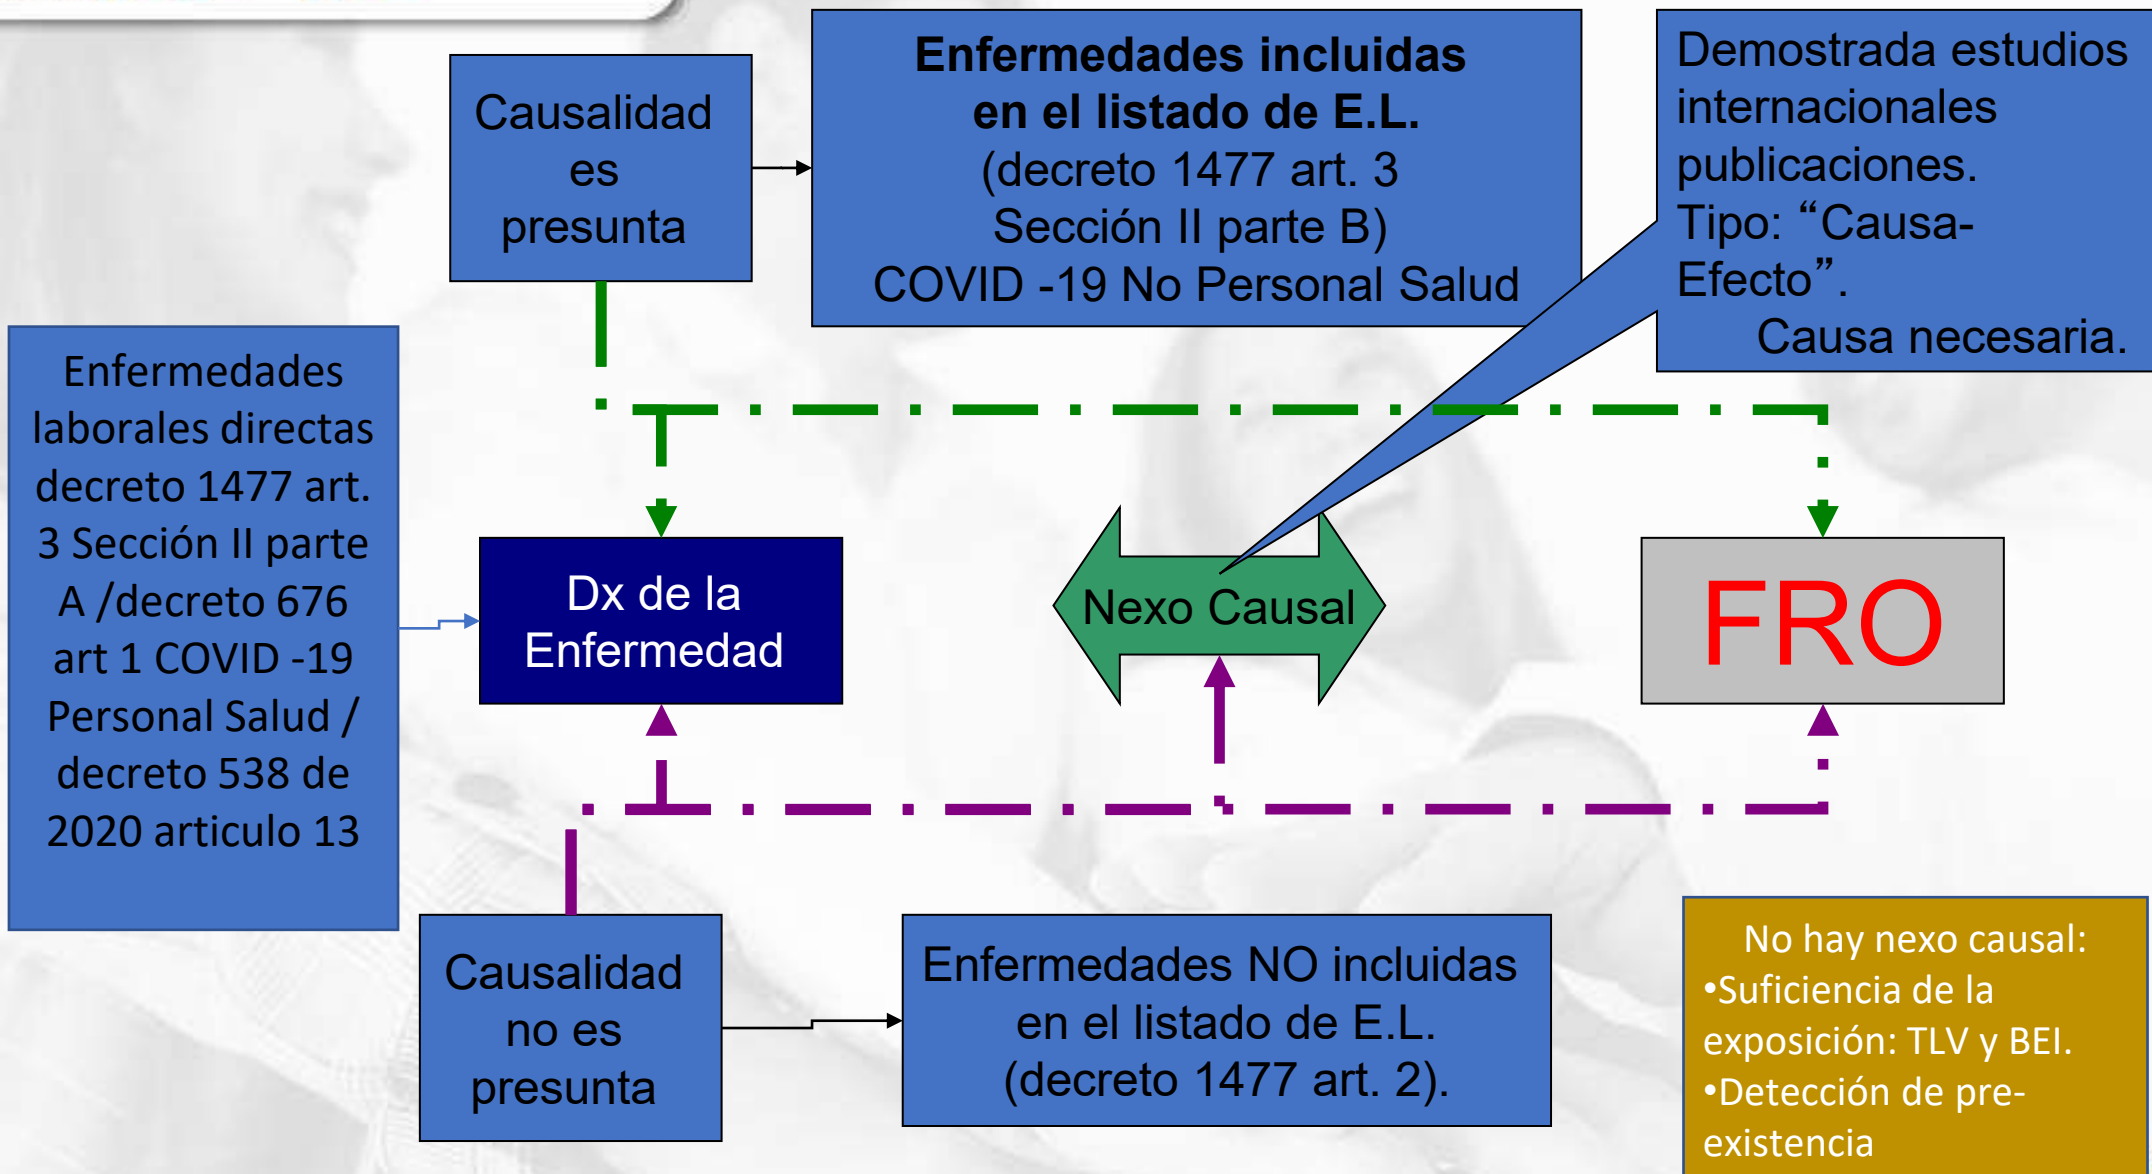 Causalidad
es
presunta
Enfermedades incluidas
en el listado de E.L.
(decreto 1477 art. 3
Sección II parte B)
COVID -19 No Personal Salud
Demostrada estudios
internacionales
publicaciones.
Tipo: “Causa-
Efecto”.
Causa necesaria.
Enfermedades
laborales directas
decreto 1477 art.
3 Sección II parte
A /decreto 676
art 1 COVID -19
Personal Salud /
decreto 538 de
2020 articulo 13
Dx de la
Enfermedad
Nexo Causal
FRO
Causalidad
no es
presunta
Enfermedades NO incluidas
en el listado de E.L.
(decreto 1477 art. 2).
No hay nexo causal:
•Suficiencia de la
exposición: TLV y BEI.
•Detección de pre-
existencia